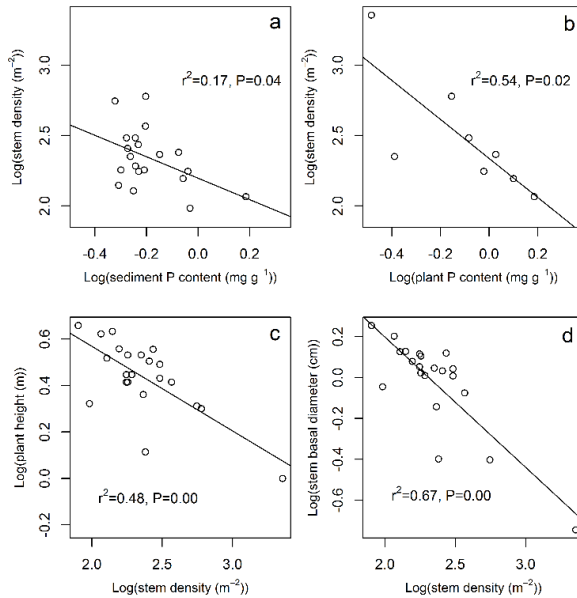 a
r²=0.17, P=0.04
Log(stem density (m⁻²))
2.0 2.5 3.0
-0.4 -0.2 0.0 0.2
Log(sediment P content (mg g⁻¹))
b
r²=0.54, P=0.02
Log(stem density (m⁻²))
2.0 2.5 3.0
-0.4 -0.2 0.0 0.2
Log(plant P content (mg g⁻¹))
c
r²=0.48, P=0.00
Log(plant height (m))
-0.2 0.0 0.2 0.4 0.6
2.0 2.5 3.0
Log(stem density (m⁻²))
d
r²=0.67, P=0.00
Log(stem basal diameter (cm))
-0.6 -0.2 0.0 0.2
2.0 2.5 3.0
Log(stem density (m⁻²))